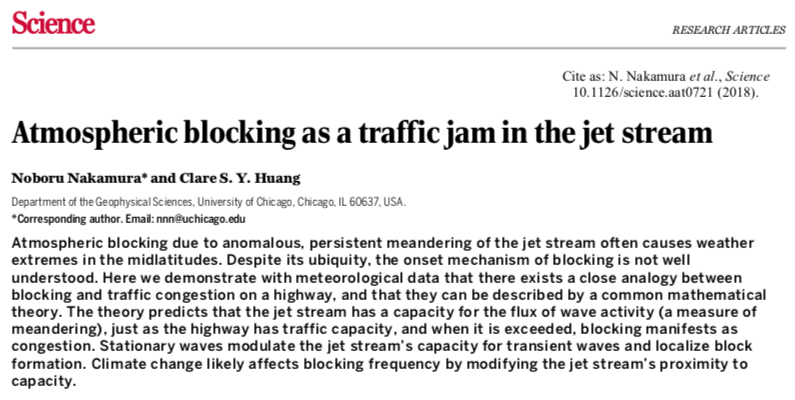 Science
RESEARCH ARTICLES
Cite as: N. Nakamura et al., Science
10.1126/science.aat0721 (2018).
Atmospheric blocking as a traffic jam in the jet stream
Noboru Nakamura* and Clare S. Y. Huang
Department of the Geophysical Sciences, University of Chicago, Chicago, IL 60637, USA.
*Corresponding author. Email: nnn@uchicago.edu
Atmospheric blocking due to anomalous, persistent meandering of the jet stream often causes weather
extremes in the midlatitudes. Despite its ubiquity, the onset mechanism of blocking is not well
understood. Here we demonstrate with meteorological data that there exists a close analogy between
blocking and traffic congestion on a highway, and that they can be described by a common mathematical
theory. The theory predicts that the jet stream has a capacity for the flux of wave activity (a measure of
meandering), just as the highway has traffic capacity, and when it is exceeded, blocking manifests as
congestion. Stationary waves modulate the jet stream's capacity for transient waves and localize block
formation. Climate change likely affects blocking frequency by modifying the jet stream's proximity to
capacity.